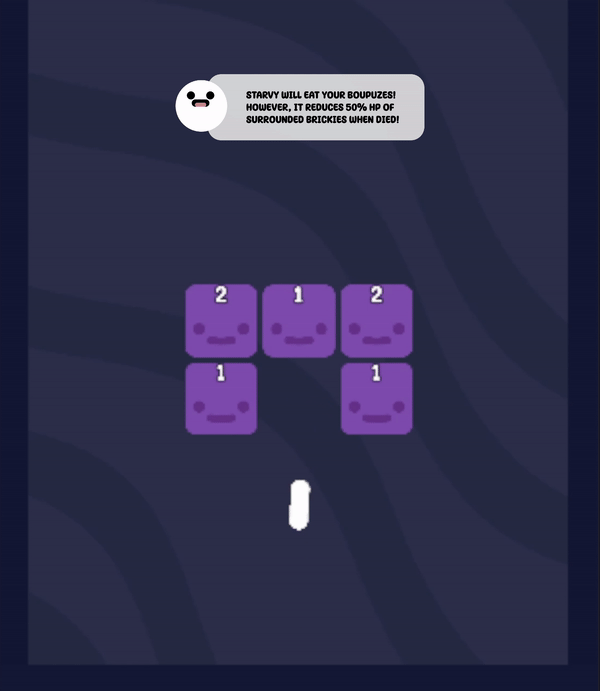 STARVY WILL EAT YOUR BOUPUZES!
HOWEVER, IT REDUCES 50% HP OF
SURROUNDED BRICKIES WHEN DIED!
2 1 2
1 1